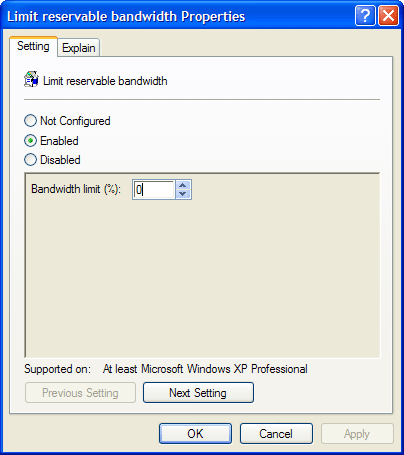 Limit reservable bandwidth Properties
Setting Explain
Limit reservable bandwidth
Not Configured
Enabled
Disabled
Bandwidth limit (%): 0
Supported on: At least Microsoft Windows XP Professional
Previous Setting Next Setting
OK Cancel Apply